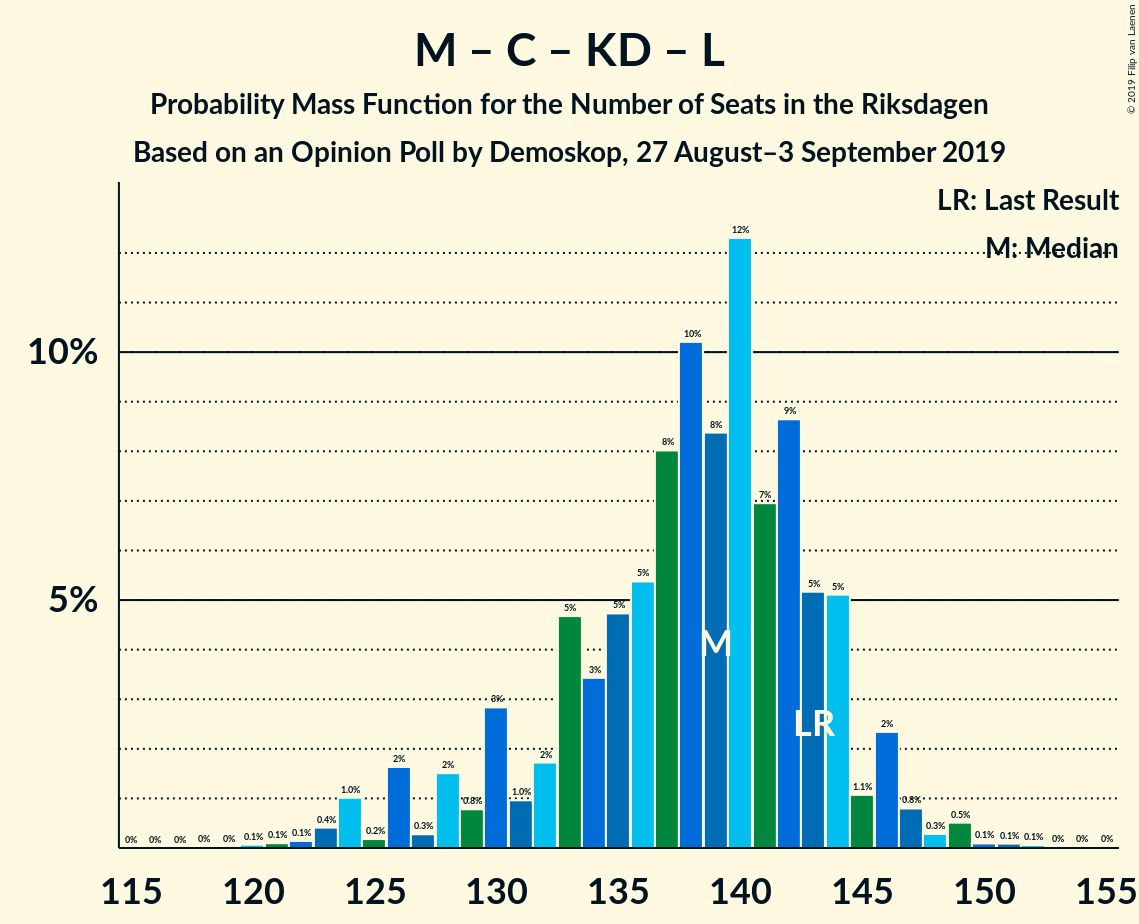 M – C – KD – L
Probability Mass Function for the Number of Seats in the Riksdagen
Based on an Opinion Poll by Demoskop, 27 August–3 September 2019
© 2019 Filip van Laenen
LR: Last Result
M: Median
10%
5%
0% 0% 0% 0% 0% 0.1% 0.1% 0.1% 0.4% 1.0% 0.2% 2% 0.3% 2% 0.8% 3% 1.0% 2% 5% 3% 5% 5% 8% 10% 8% 12% 7% 9% 5% 5% 1.1% 2% 0.8% 0.3% 0.5% 0.1% 0.1% 0.1% 0% 0% 0%
M
LR
115 120 125 130 135 140 145 150 155